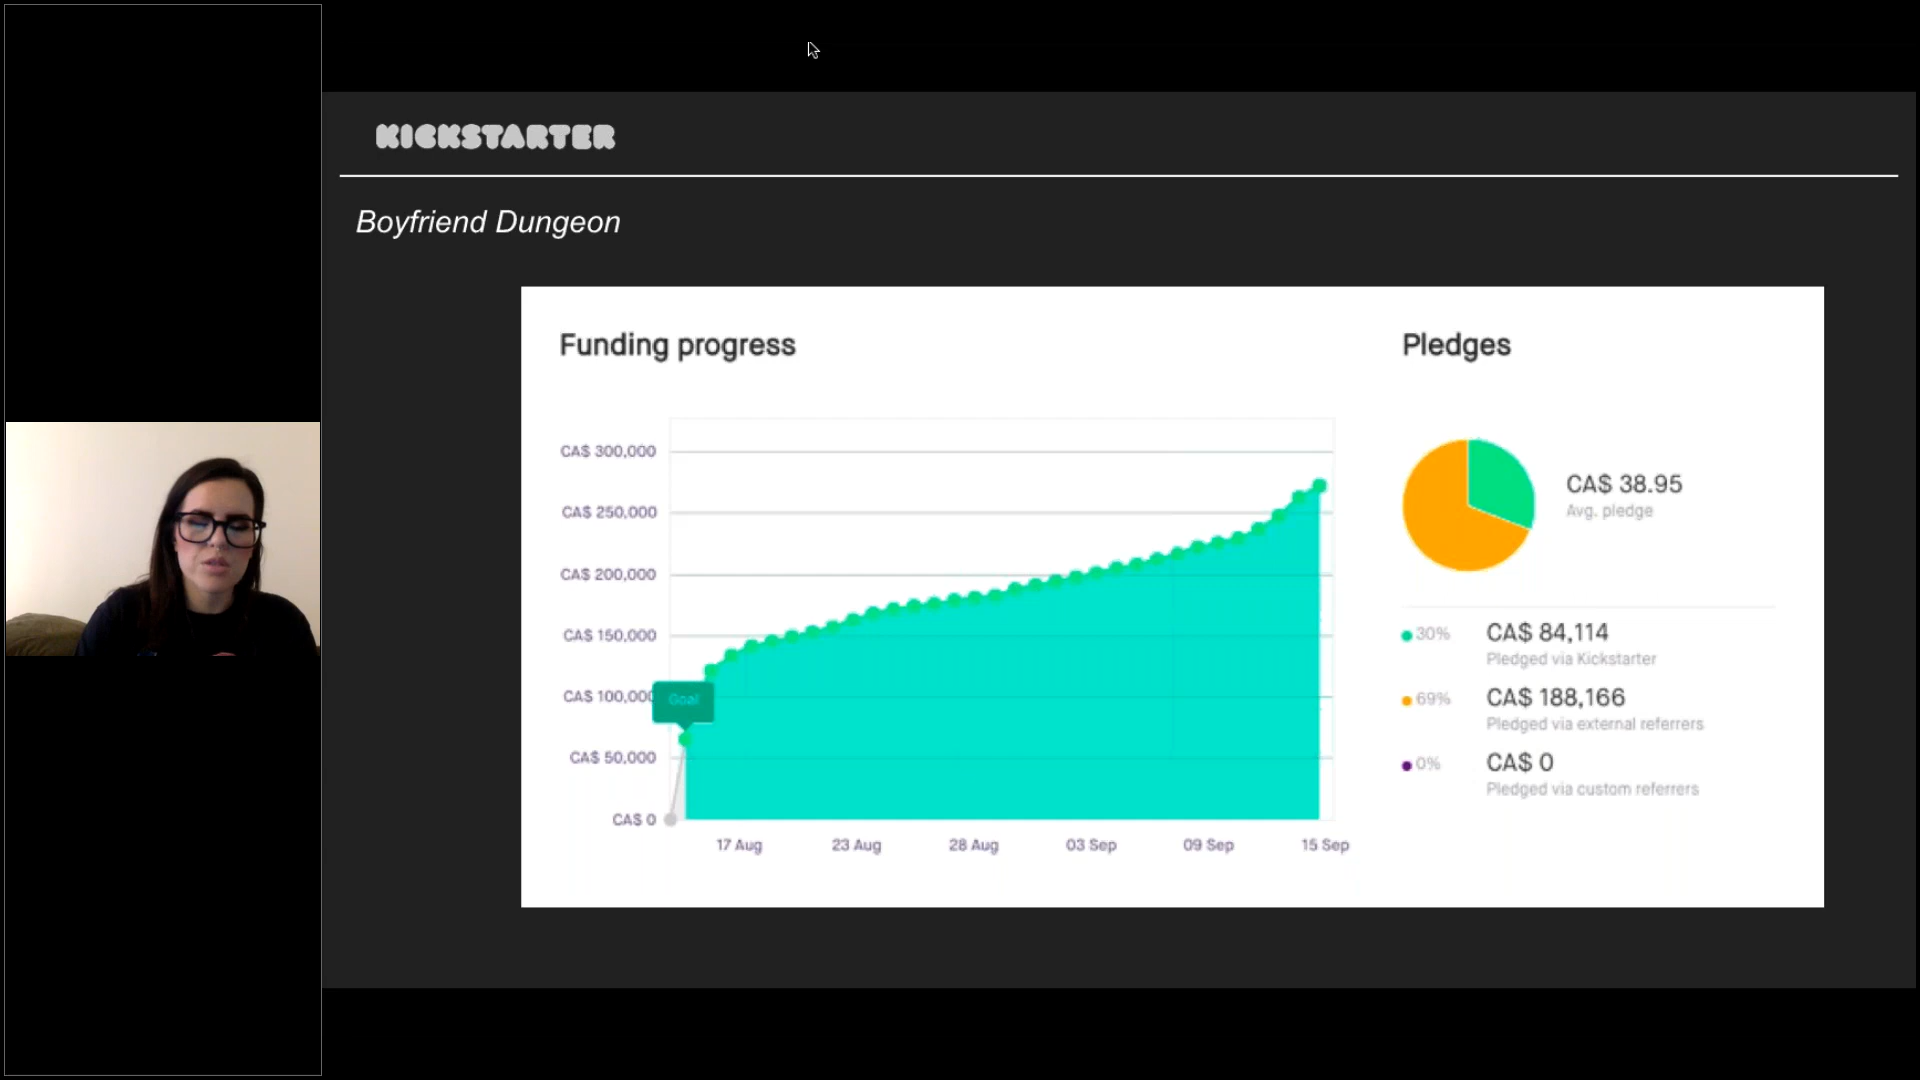 KICKSTARTER
Boyfriend Dungeon
Funding progress
CA$ 300,000
CA$ 250,000
CA$ 200,000
CA$ 150,000
CA$ 100,000
CA$ 50,000
CA$ 0
Goal
17 Aug 23 Aug 28 Aug 03 Sep 09 Sep 15 Sep
Pledges
CA$ 38.95
Avg. pledge
30% CA$ 84,114
Pledged via Kickstarter
69% CA$ 188,166
Pledged via external referrers
0% CA$ 0
Pledged via custom referrers